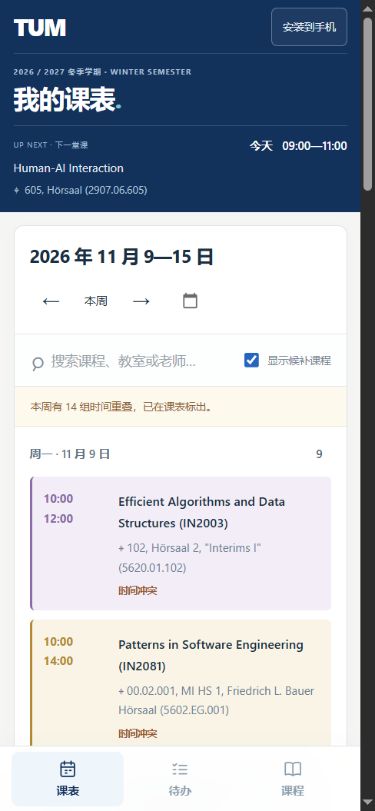 TUM
安装到手机
2026 / 2027 冬季学期 · WINTER SEMESTER
我的课表.
UP NEXT · 下一堂课
今天 09:00—11:00
Human-AI Interaction
⌖ 605, Hörsaal (2907.06.605)
2026 年 11 月 9—15 日
← 本周 →
搜索课程、教室或老师...
显示候补课程
本周有 14 组时间重叠，已在课表标出。
周一 · 11 月 9 日
9
10:00
12:00
Efficient Algorithms and Data
Structures (IN2003)
⌖ 102, Hörsaal 2, "Interims I"
(5620.01.102)
时间冲突
10:00
14:00
Patterns in Software Engineering
(IN2081)
⌖ 00.02.001, MI HS 1, Friedrich L. Bauer
Hörsaal (5602.EG.001)
时间冲突
课表
待办
课程